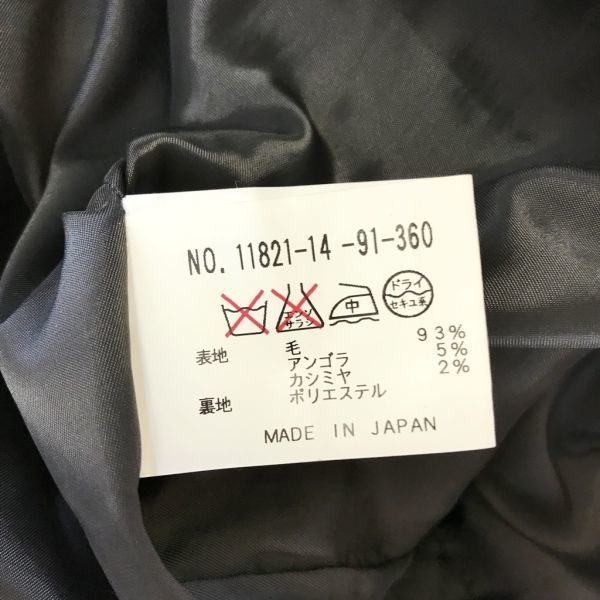 NO. 11821-14 -91-360
エンソ サラシ
中
ドライ セキユ系
表地 毛 93%
アンゴラ 5%
カシミヤ 2%
裏地 ポリエステル
MADE IN JAPAN